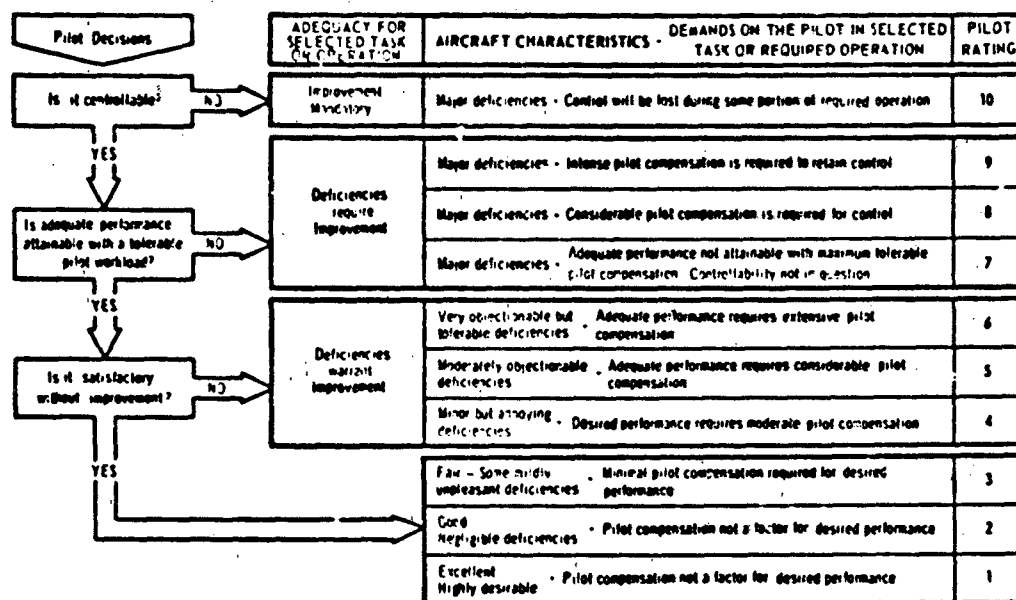 Pilot Decisions
ADEQUACY FOR
SELECTED TASK
OR OPERATION
AIRCRAFT CHARACTERISTICS -
DEMANDS ON THE PILOT IN SELECTED
TASK OR REQUIRED OPERATION
PILOT
RATING
Is it controllable?
NO
Improvement
Mandatory
Major deficiencies - Control will be lost during some portion of required operation
10
YES
Is adequate performance
attainable with a tolerable
pilot workload?
NO
Deficiencies
require
Improvement
Major deficiencies - Intense pilot compensation is required to retain control
9
Major deficiencies - Considerable pilot compensation is required for control
8
Major deficiencies -
Adequate performance not attainable with maximum tolerable
pilot compensation. Controllability not in question
7
YES
Is it satisfactory
without improvement?
NO
Deficiencies
warrant
Improvement
Very objectionable but
tolerable deficiencies
- Adequate performance requires extensive pilot
compensation
6
Moderately objectionable
deficiencies
- Adequate performance requires considerable pilot
compensation
5
Minor but annoying
deficiencies
- Desired performance requires moderate pilot compensation
4
YES
Fair - Some mildly
unpleasant deficiencies
- Minimal pilot compensation required for desired
performance
3
Good
Negligible deficiencies
- Pilot compensation not a factor for desired performance
2
Excellent
Highly desirable
- Pilot compensation not a factor for desired performance
1